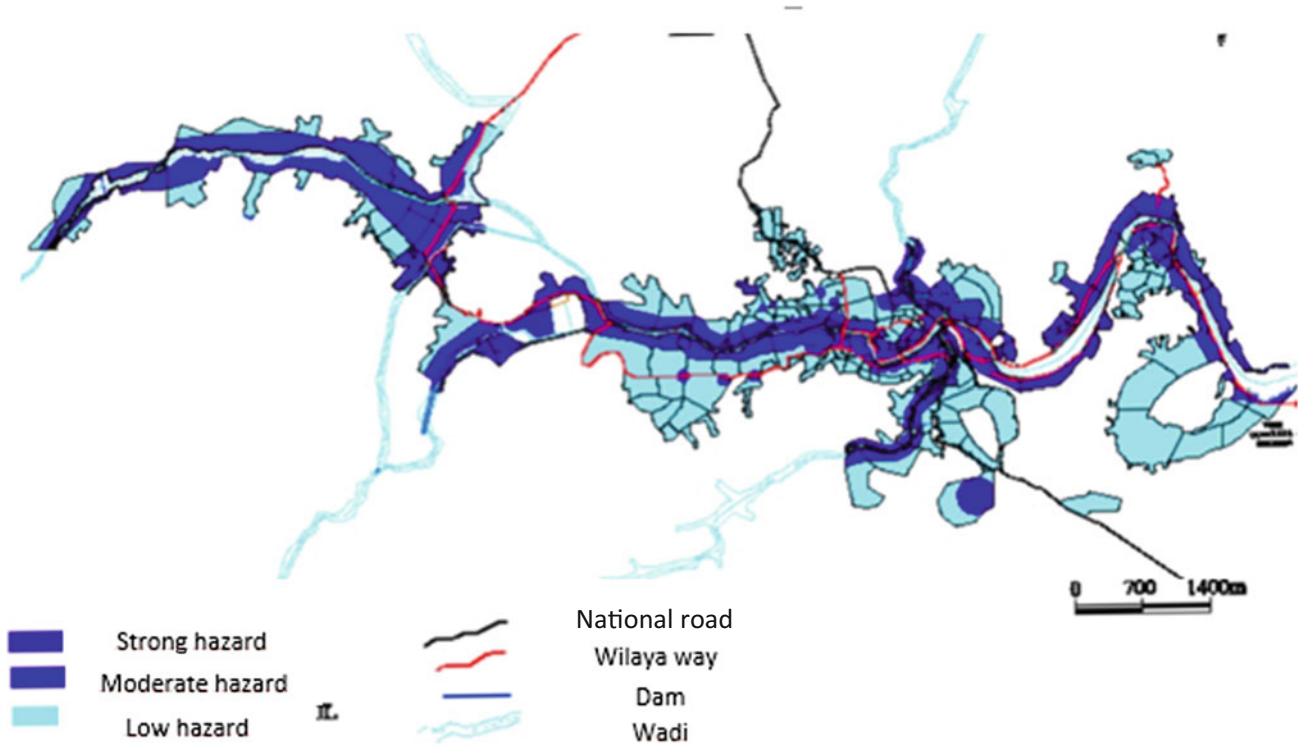 0 700 1400m
Strong hazard
Moderate hazard
Low hazard
National road
Wilaya way
Dam
Wadi